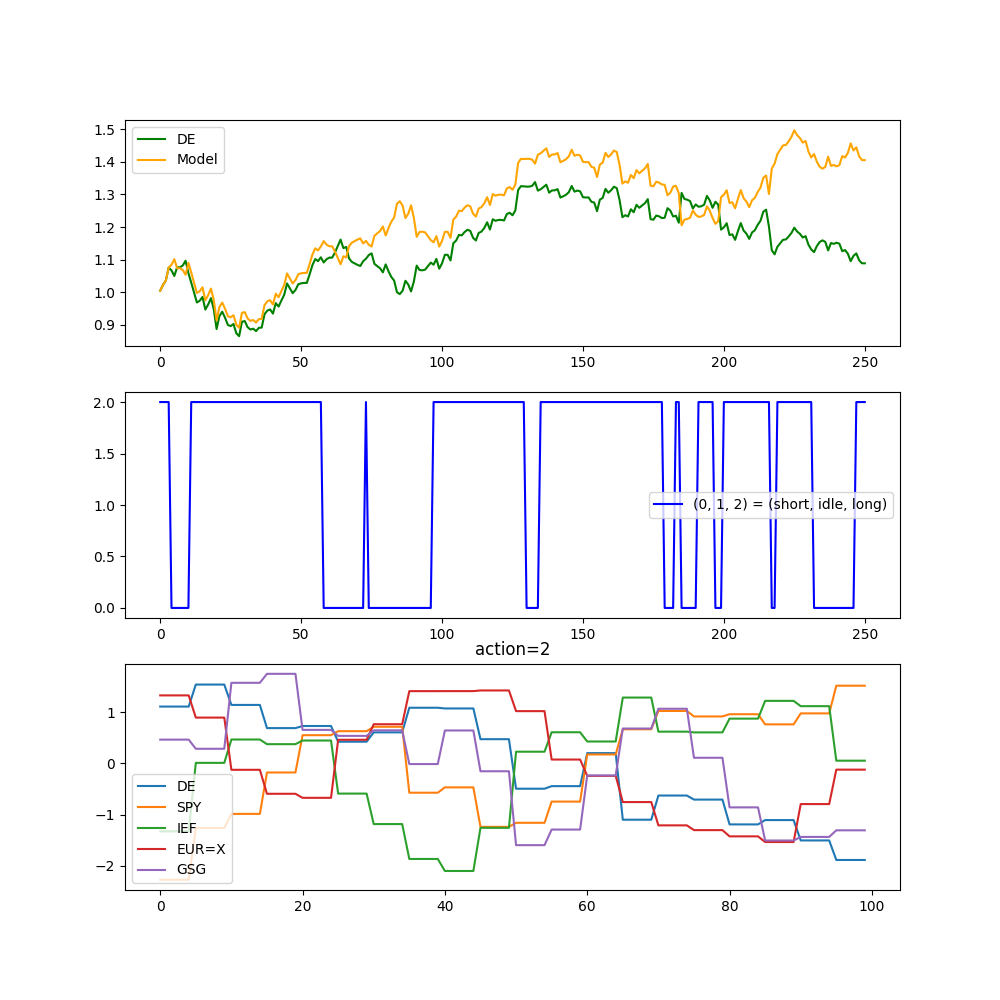 1.5
1.4
1.3
1.2
1.1
1.0
0.9
DE
Model
0 50 100 150 200 250
2.0
1.5
1.0
0.5
0.0
(0, 1, 2) = (short, idle, long)
0 50 100 150 200 250
action=2
1
0
−1
−2
DE
SPY
IEF
EUR=X
GSG
0 20 40 60 80 100